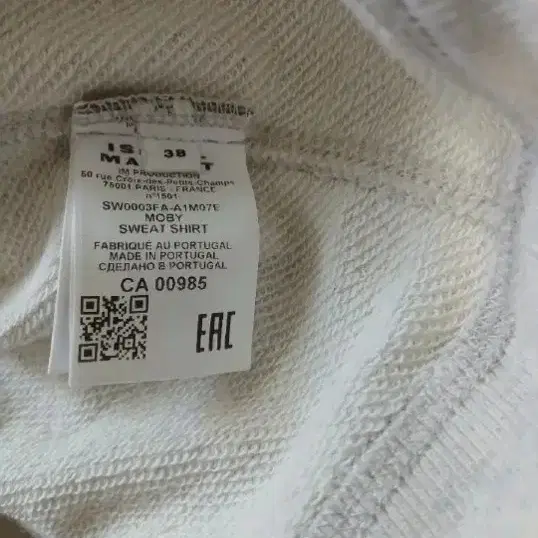 IS 38
MA T
IM PRODUCTION
50 rue Croix-des-Petits-Champs
75001 PARIS - FRANCE
n°1501
SW0003FA-A1M07E
MOBY
SWEAT SHIRT
FABRIQUÉ AU PORTUGAL
MADE IN PORTUGAL
СДЕЛАНО В PORTUGAL
CA 00985
EAC